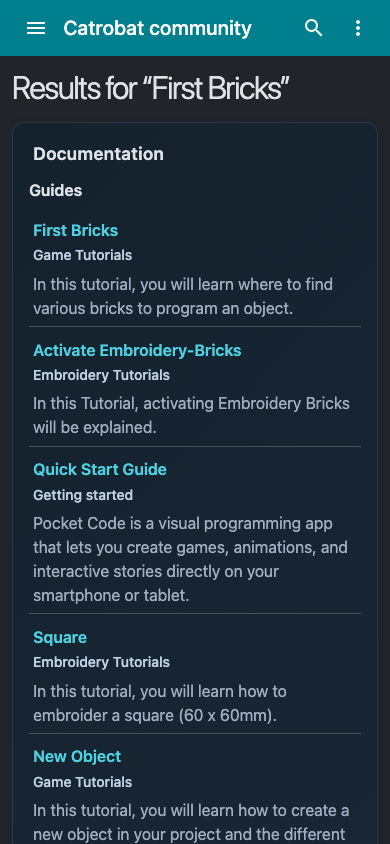 Catrobat community
Results for “First Bricks”
Documentation
Guides
First Bricks
Game Tutorials
In this tutorial, you will learn where to find
various bricks to program an object.
Activate Embroidery-Bricks
Embroidery Tutorials
In this Tutorial, activating Embroidery Bricks
will be explained.
Quick Start Guide
Getting started
Pocket Code is a visual programming app
that lets you create games, animations, and
interactive stories directly on your
smartphone or tablet.
Square
Embroidery Tutorials
In this tutorial, you will learn how to
embroider a square (60 x 60mm).
New Object
Game Tutorials
In this tutorial, you will learn how to create a
new object in your project and the different